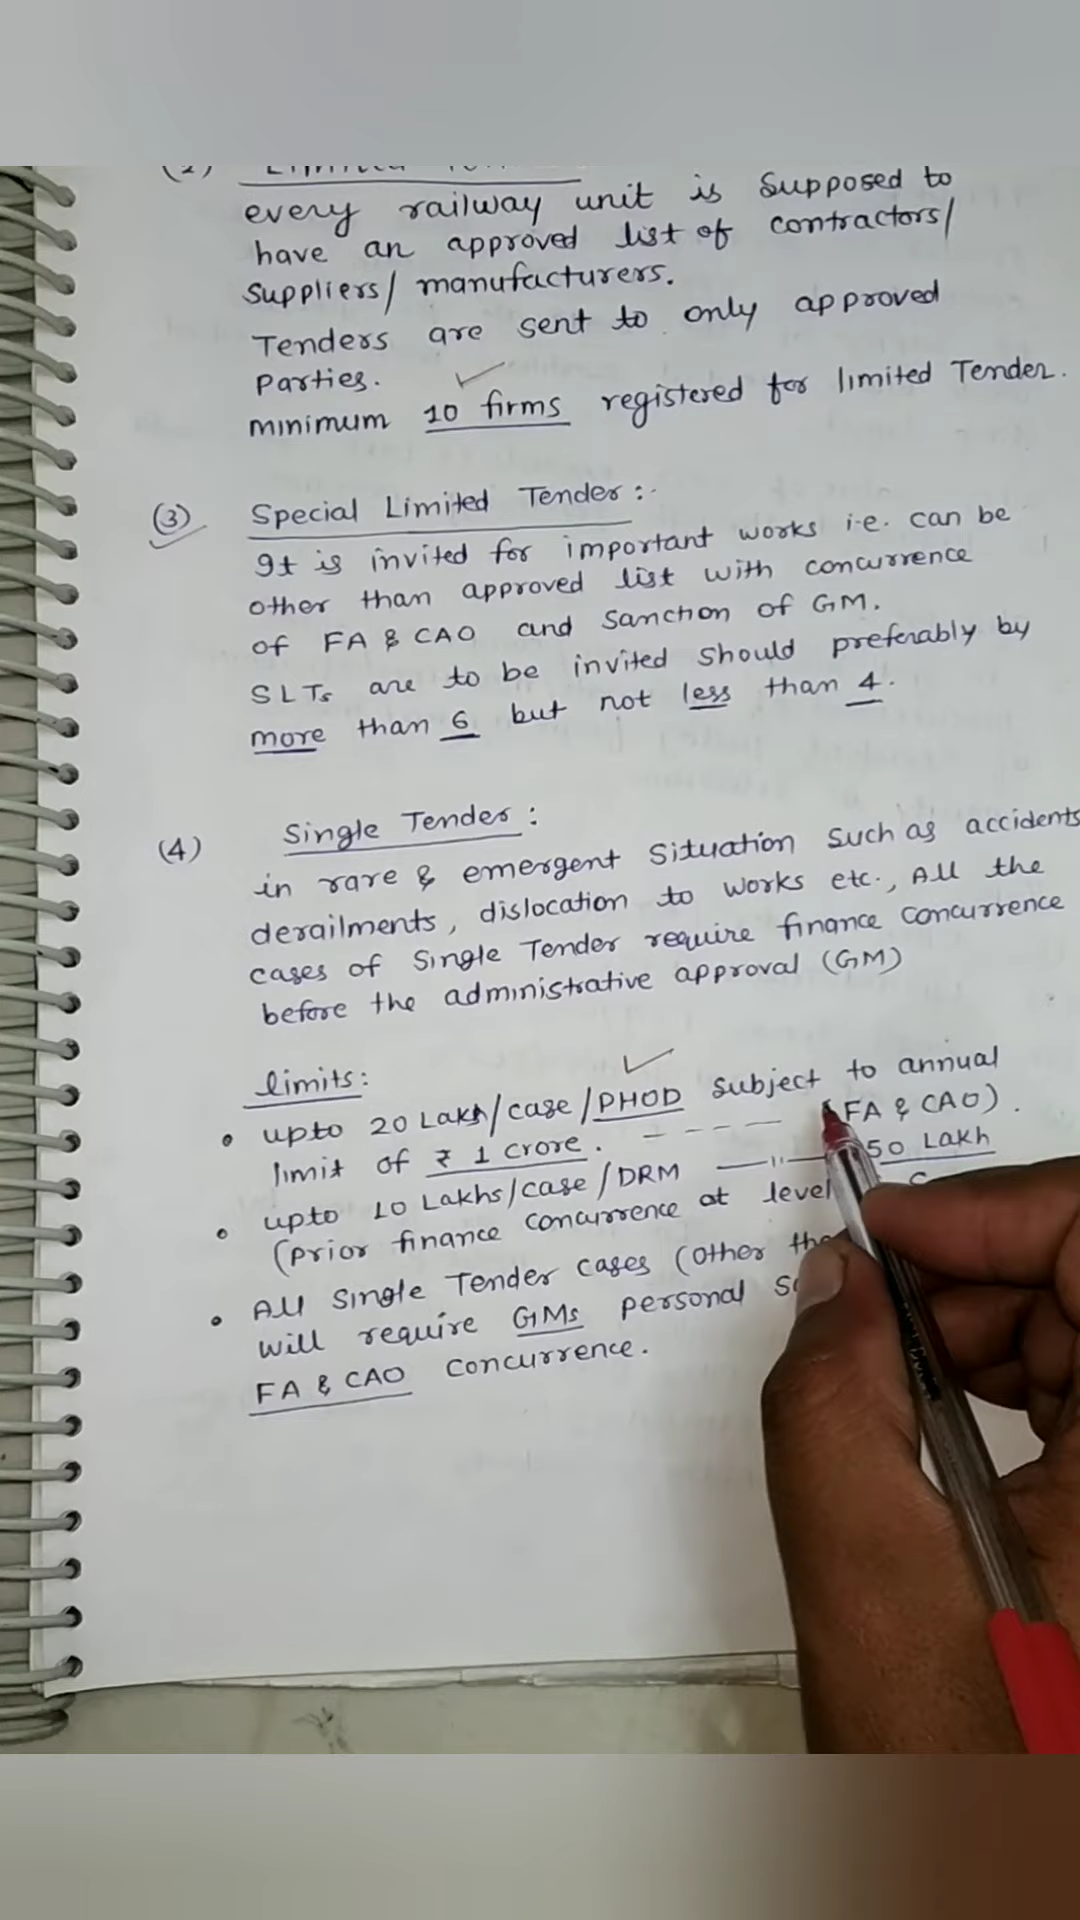 (2) Limited
every railway unit is supposed to
have an approved list of contractors/
suppliers/ manufacturers.
Tenders are sent to only approved
Parties.
minimum 10 firms registered for limited Tender.
(3) Special Limited Tender :-
It is invited for important works i.e. can be
other than approved list with concurrence
of FA & CAO and Sanction of GM.
SLTs are to be invited should preferably by
more than 6 but not less than 4.
(4) Single Tender :
in rare & emergent situation such as accidents
derailments, dislocation to works etc., All the
cases of Single Tender require finance concurrence
before the administrative approval (GM)
limits:
• upto 20 Lakh/case/PHOD subject to annual
limit of ₹ 1 crore. - - - - - FA & CAO).
• upto 10 Lakhs/case/DRM —"— 50 Lakh
(prior finance concurrence at level
• All Single Tender cases (other
will require GMs personal
FA & CAO concurrence.